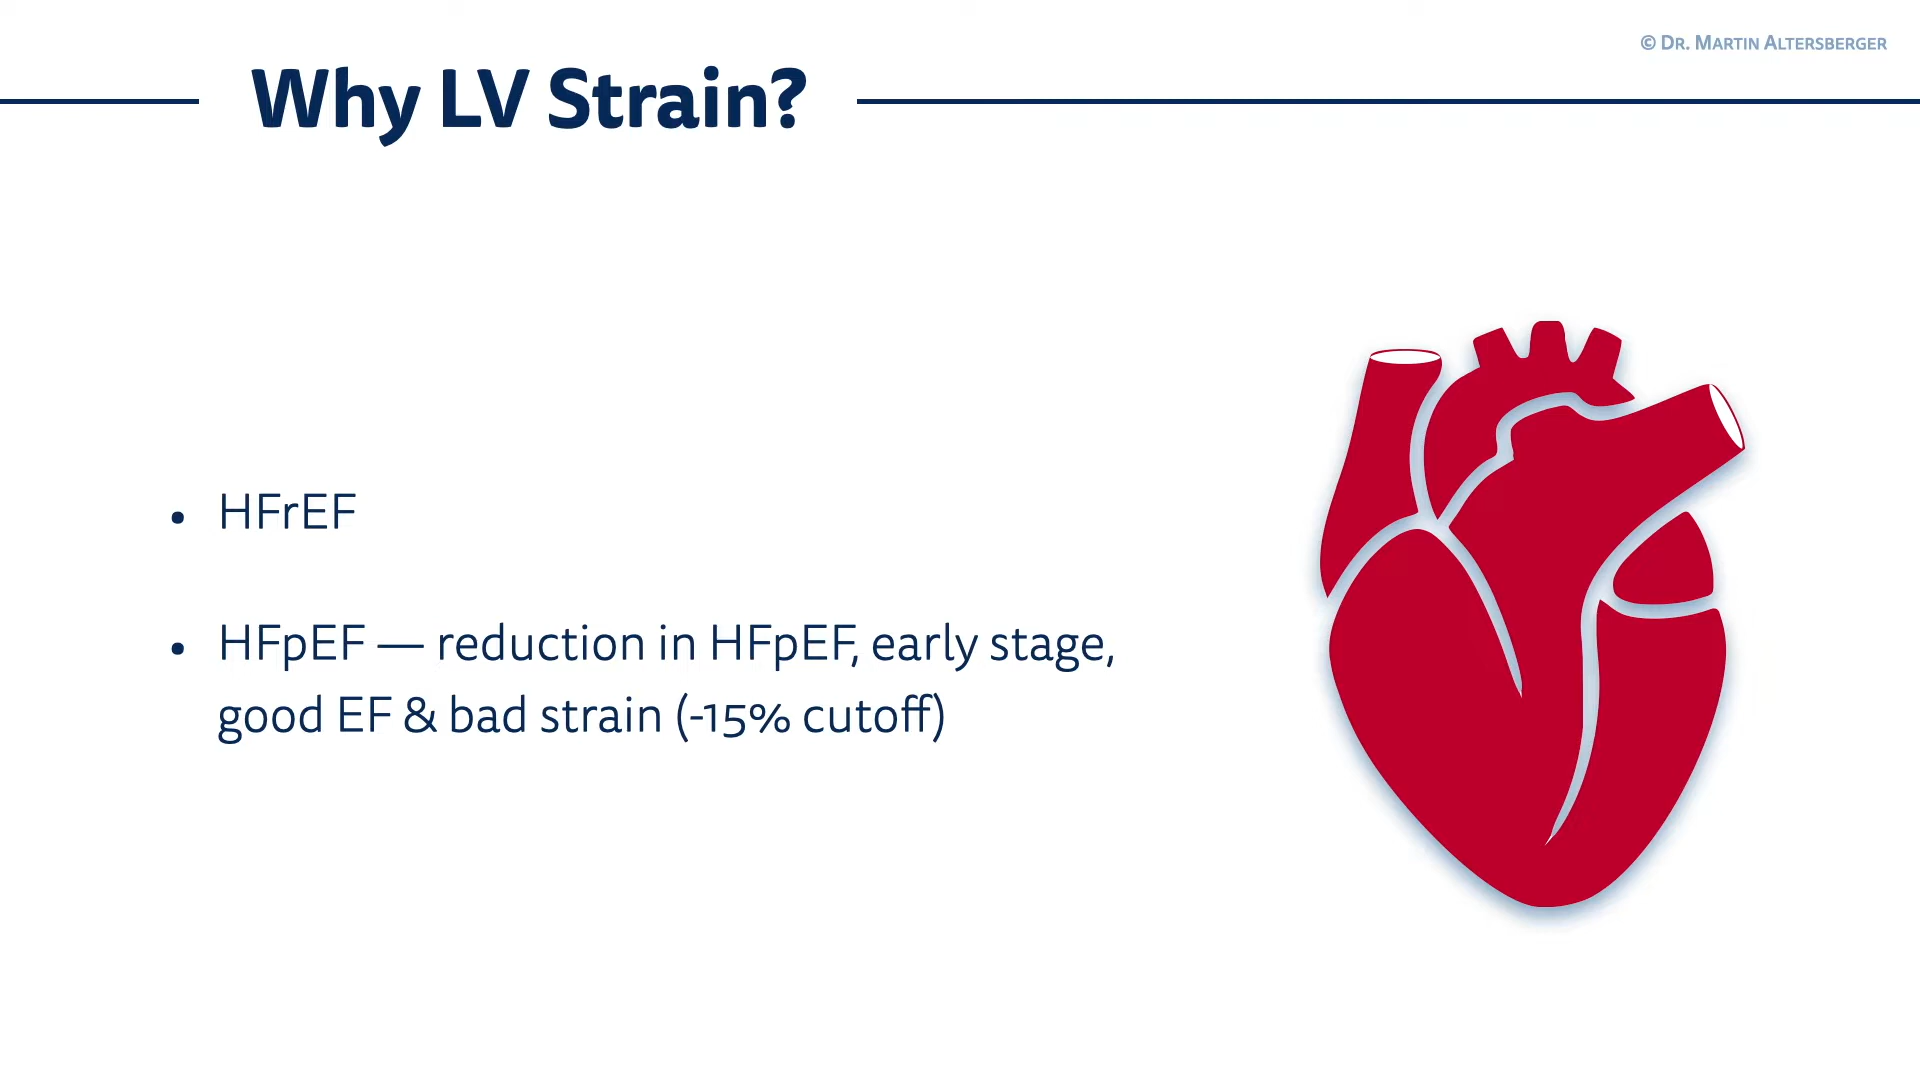 © Dr. Martin Altersberger
Why LV Strain?
• HFrEF
• HFpEF — reduction in HFpEF, early stage,
good EF & bad strain (-15% cutoff)